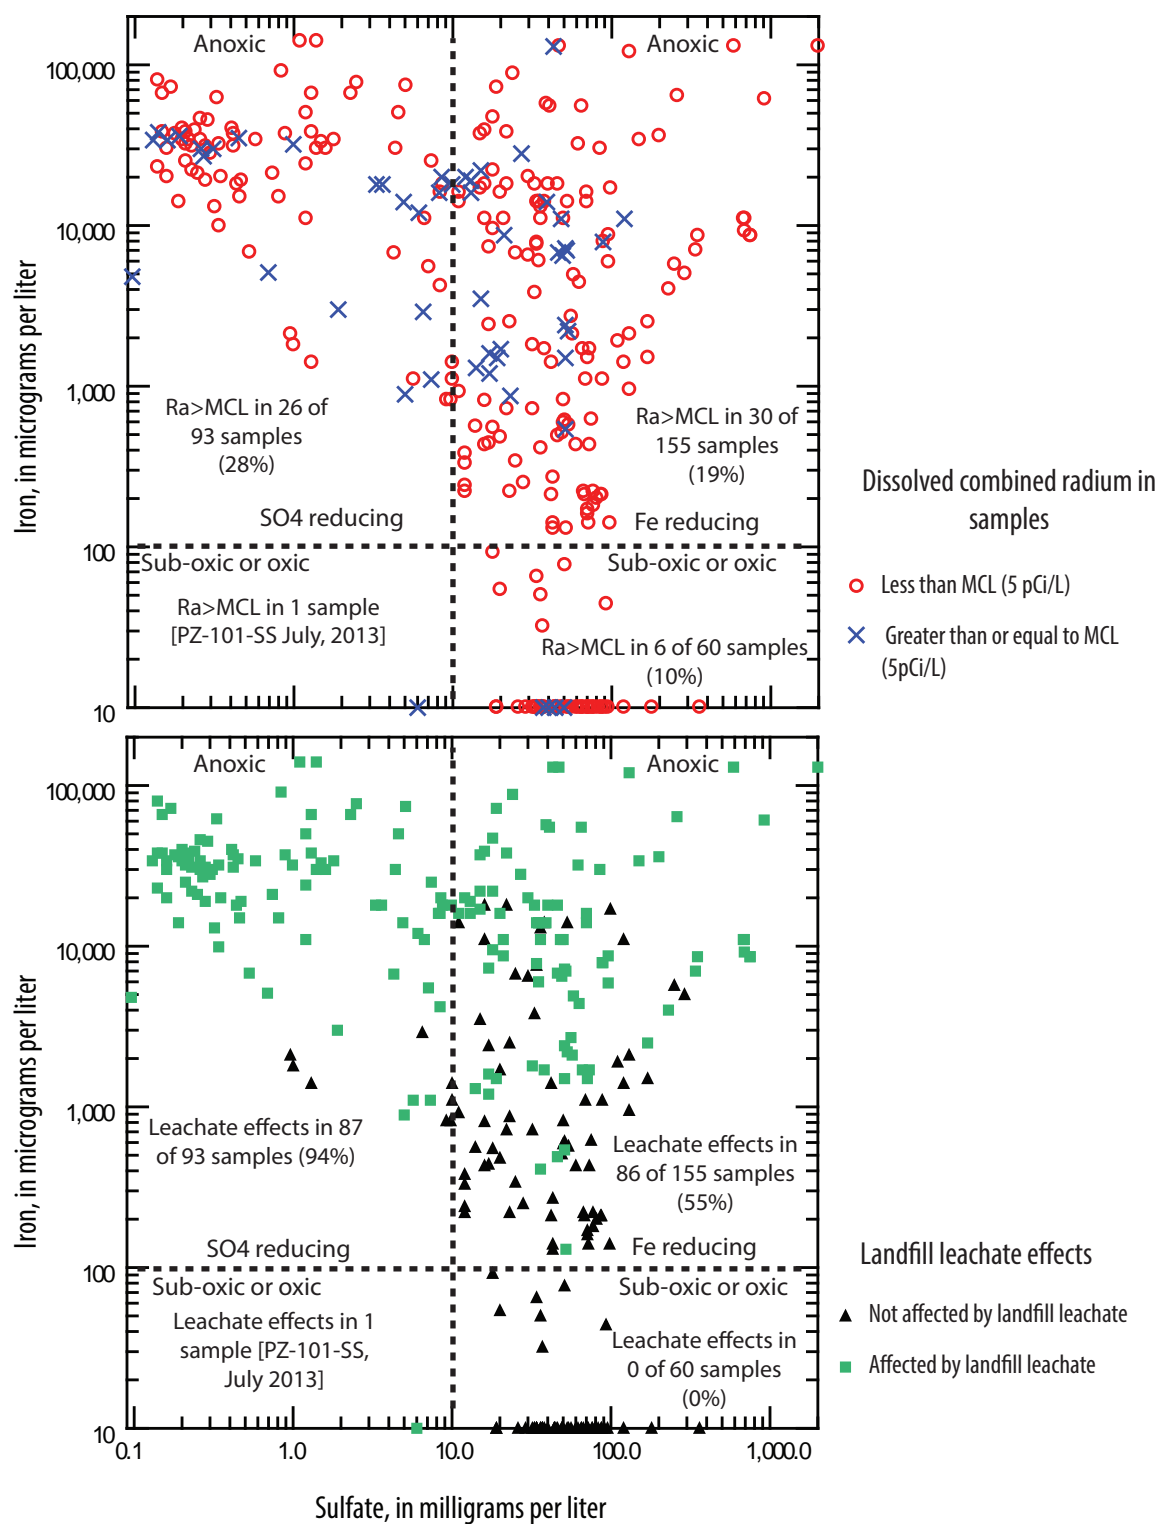 Anoxic
Anoxic
100,000
10,000
1,000
100
10
Iron, in micrograms per liter
Ra>MCL in 26 of
93 samples
(28%)
Ra>MCL in 30 of
155 samples
(19%)
SO4 reducing
Fe reducing
Sub-oxic or oxic
Sub-oxic or oxic
Ra>MCL in 1 sample
[PZ-101-SS July, 2013]
Ra>MCL in 6 of 60 samples
(10%)
Dissolved combined radium in
samples
Less than MCL (5 pCi/L)
Greater than or equal to MCL
(5pCi/L)
Anoxic
Anoxic
100,000
10,000
1,000
100
10
Iron, in micrograms per liter
Leachate effects in 87
of 93 samples (94%)
Leachate effects in
86 of 155 samples
(55%)
SO4 reducing
Fe reducing
Sub-oxic or oxic
Sub-oxic or oxic
Leachate effects in 1
sample [PZ-101-SS,
July 2013]
Leachate effects in
0 of 60 samples
(0%)
Landfill leachate effects
Not affected by landfill leachate
Affected by landfill leachate
0.1 1.0 10.0 100.0 1,000.0
Sulfate, in milligrams per liter